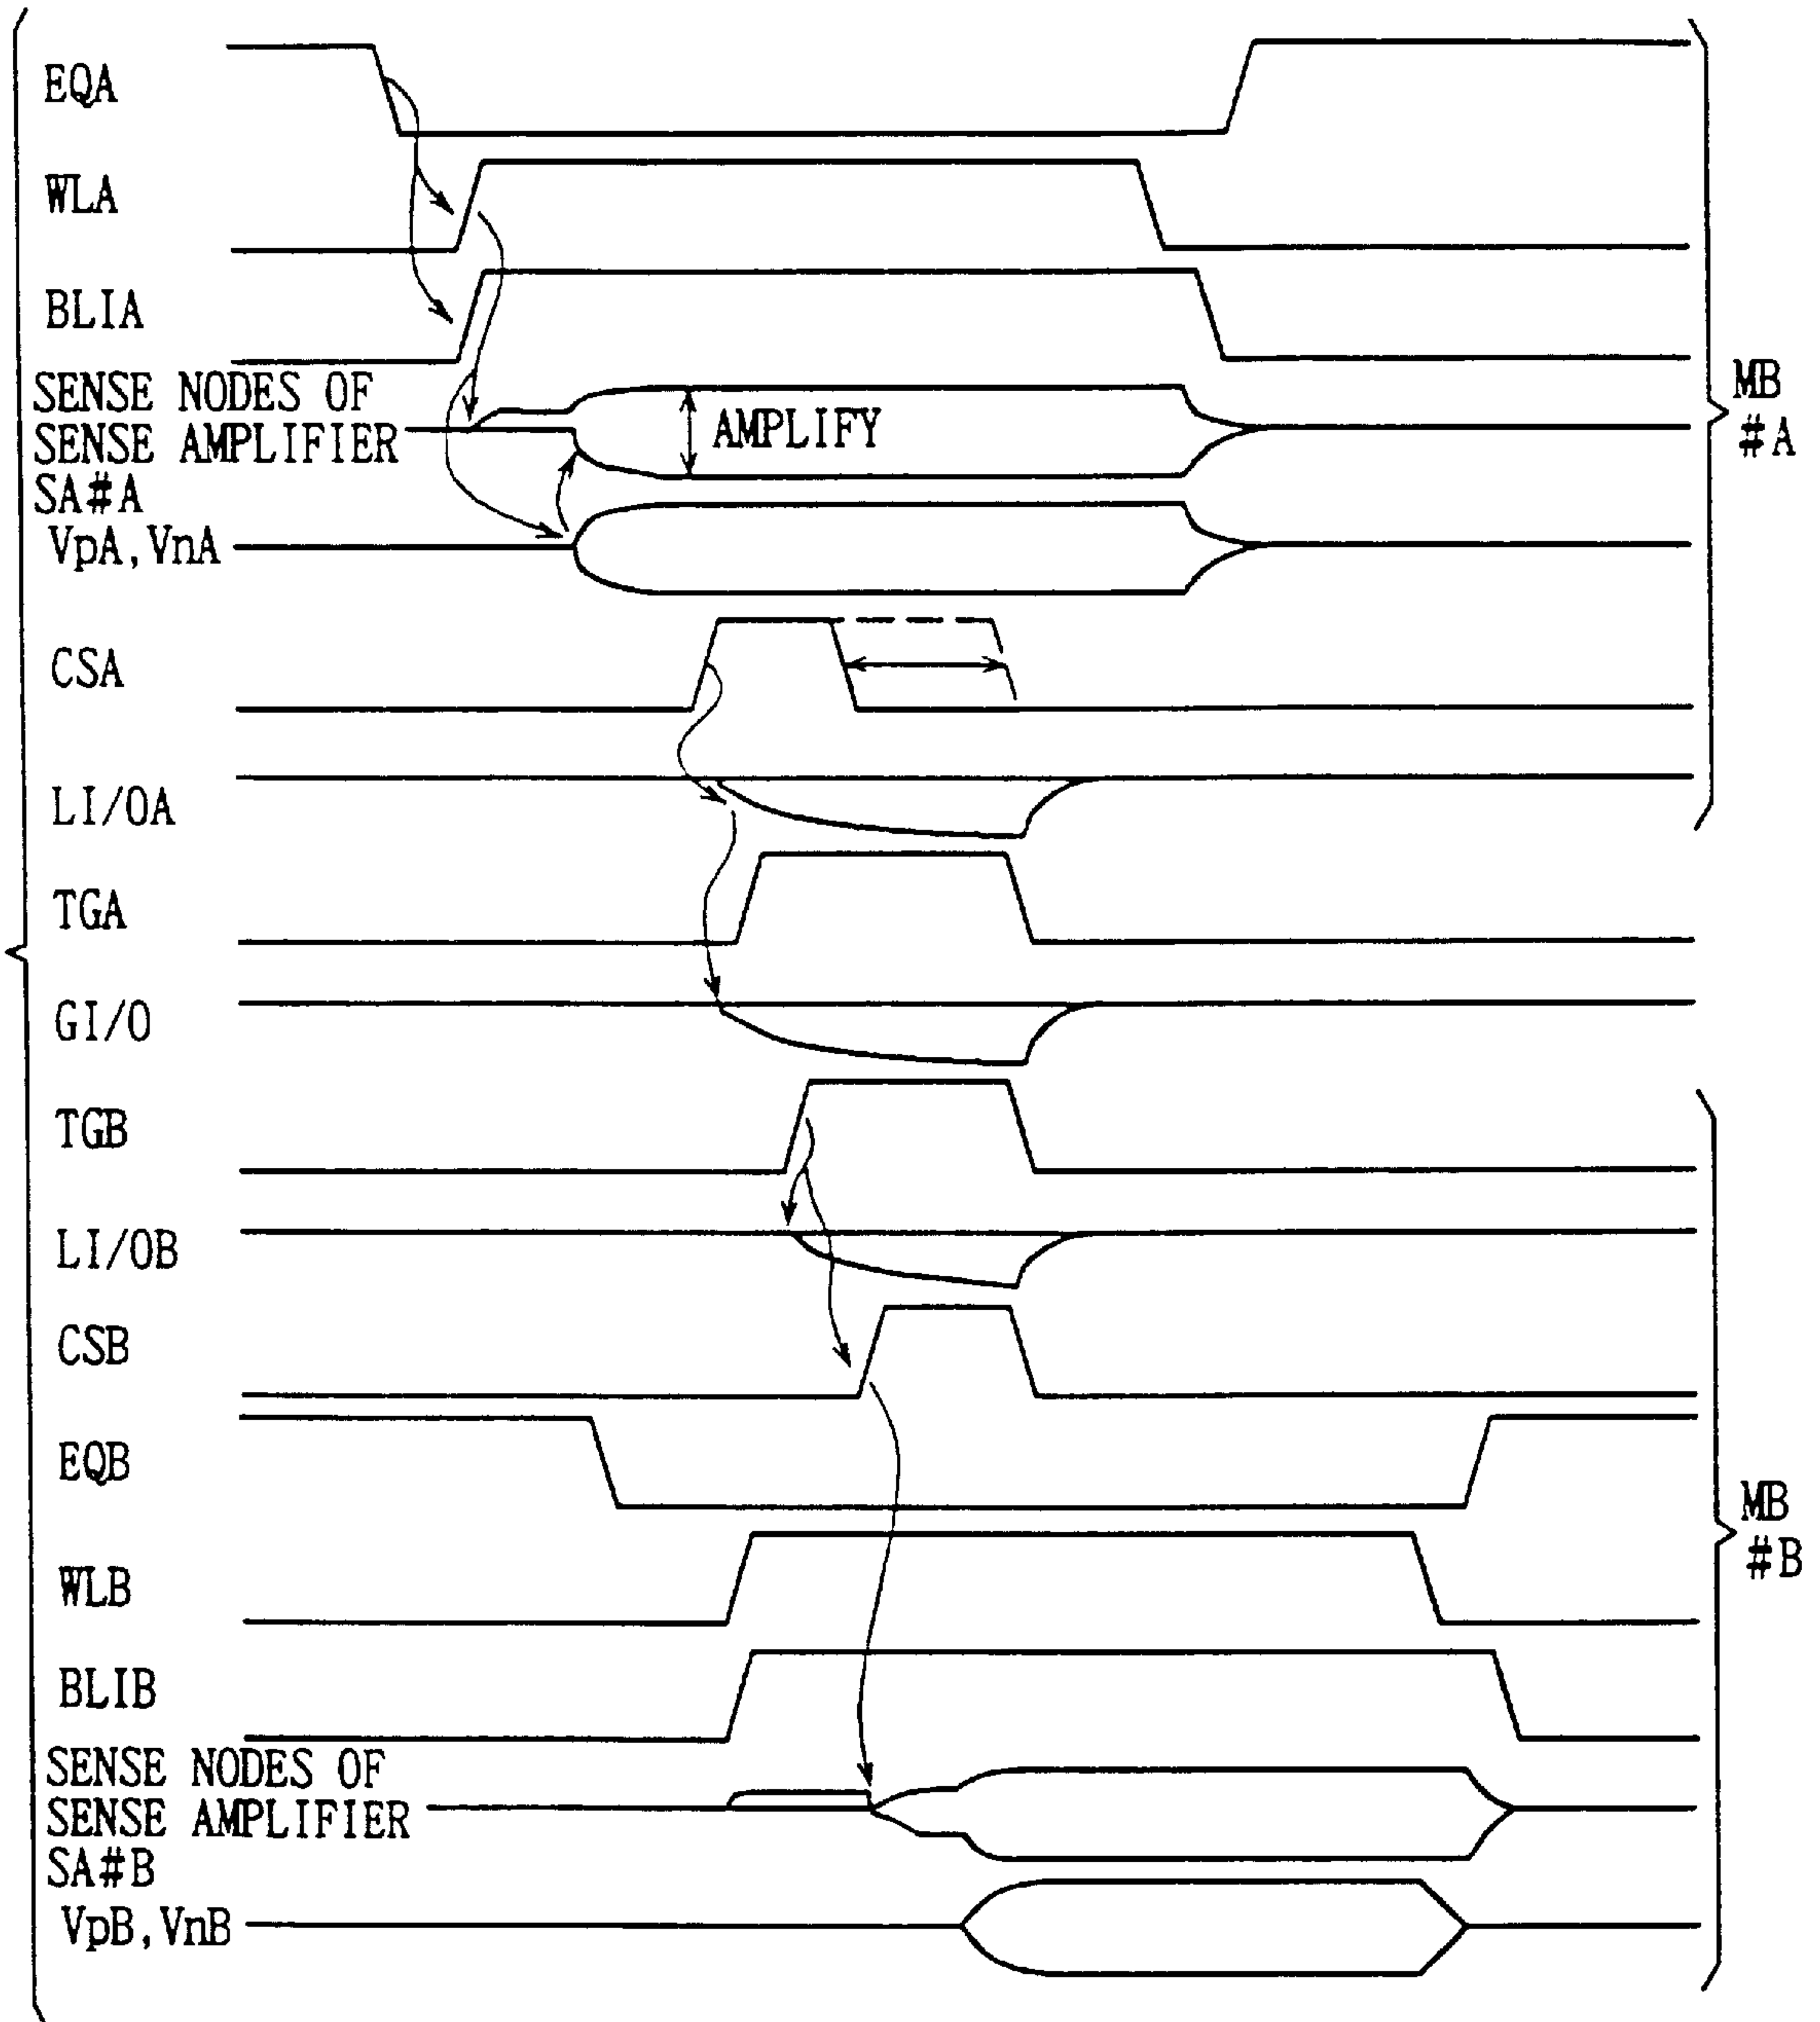 EQA
WLA
BLIA
SENSE NODES OF
SENSE AMPLIFIER
SA#A
AMPLIFY
VpA, VnA
CSA
LI/OA
MB
#A
TGA
GI/O
TGB
LI/OB
CSB
EQB
WLB
BLIB
SENSE NODES OF
SENSE AMPLIFIER
SA#B
VpB, VnB
MB
#B